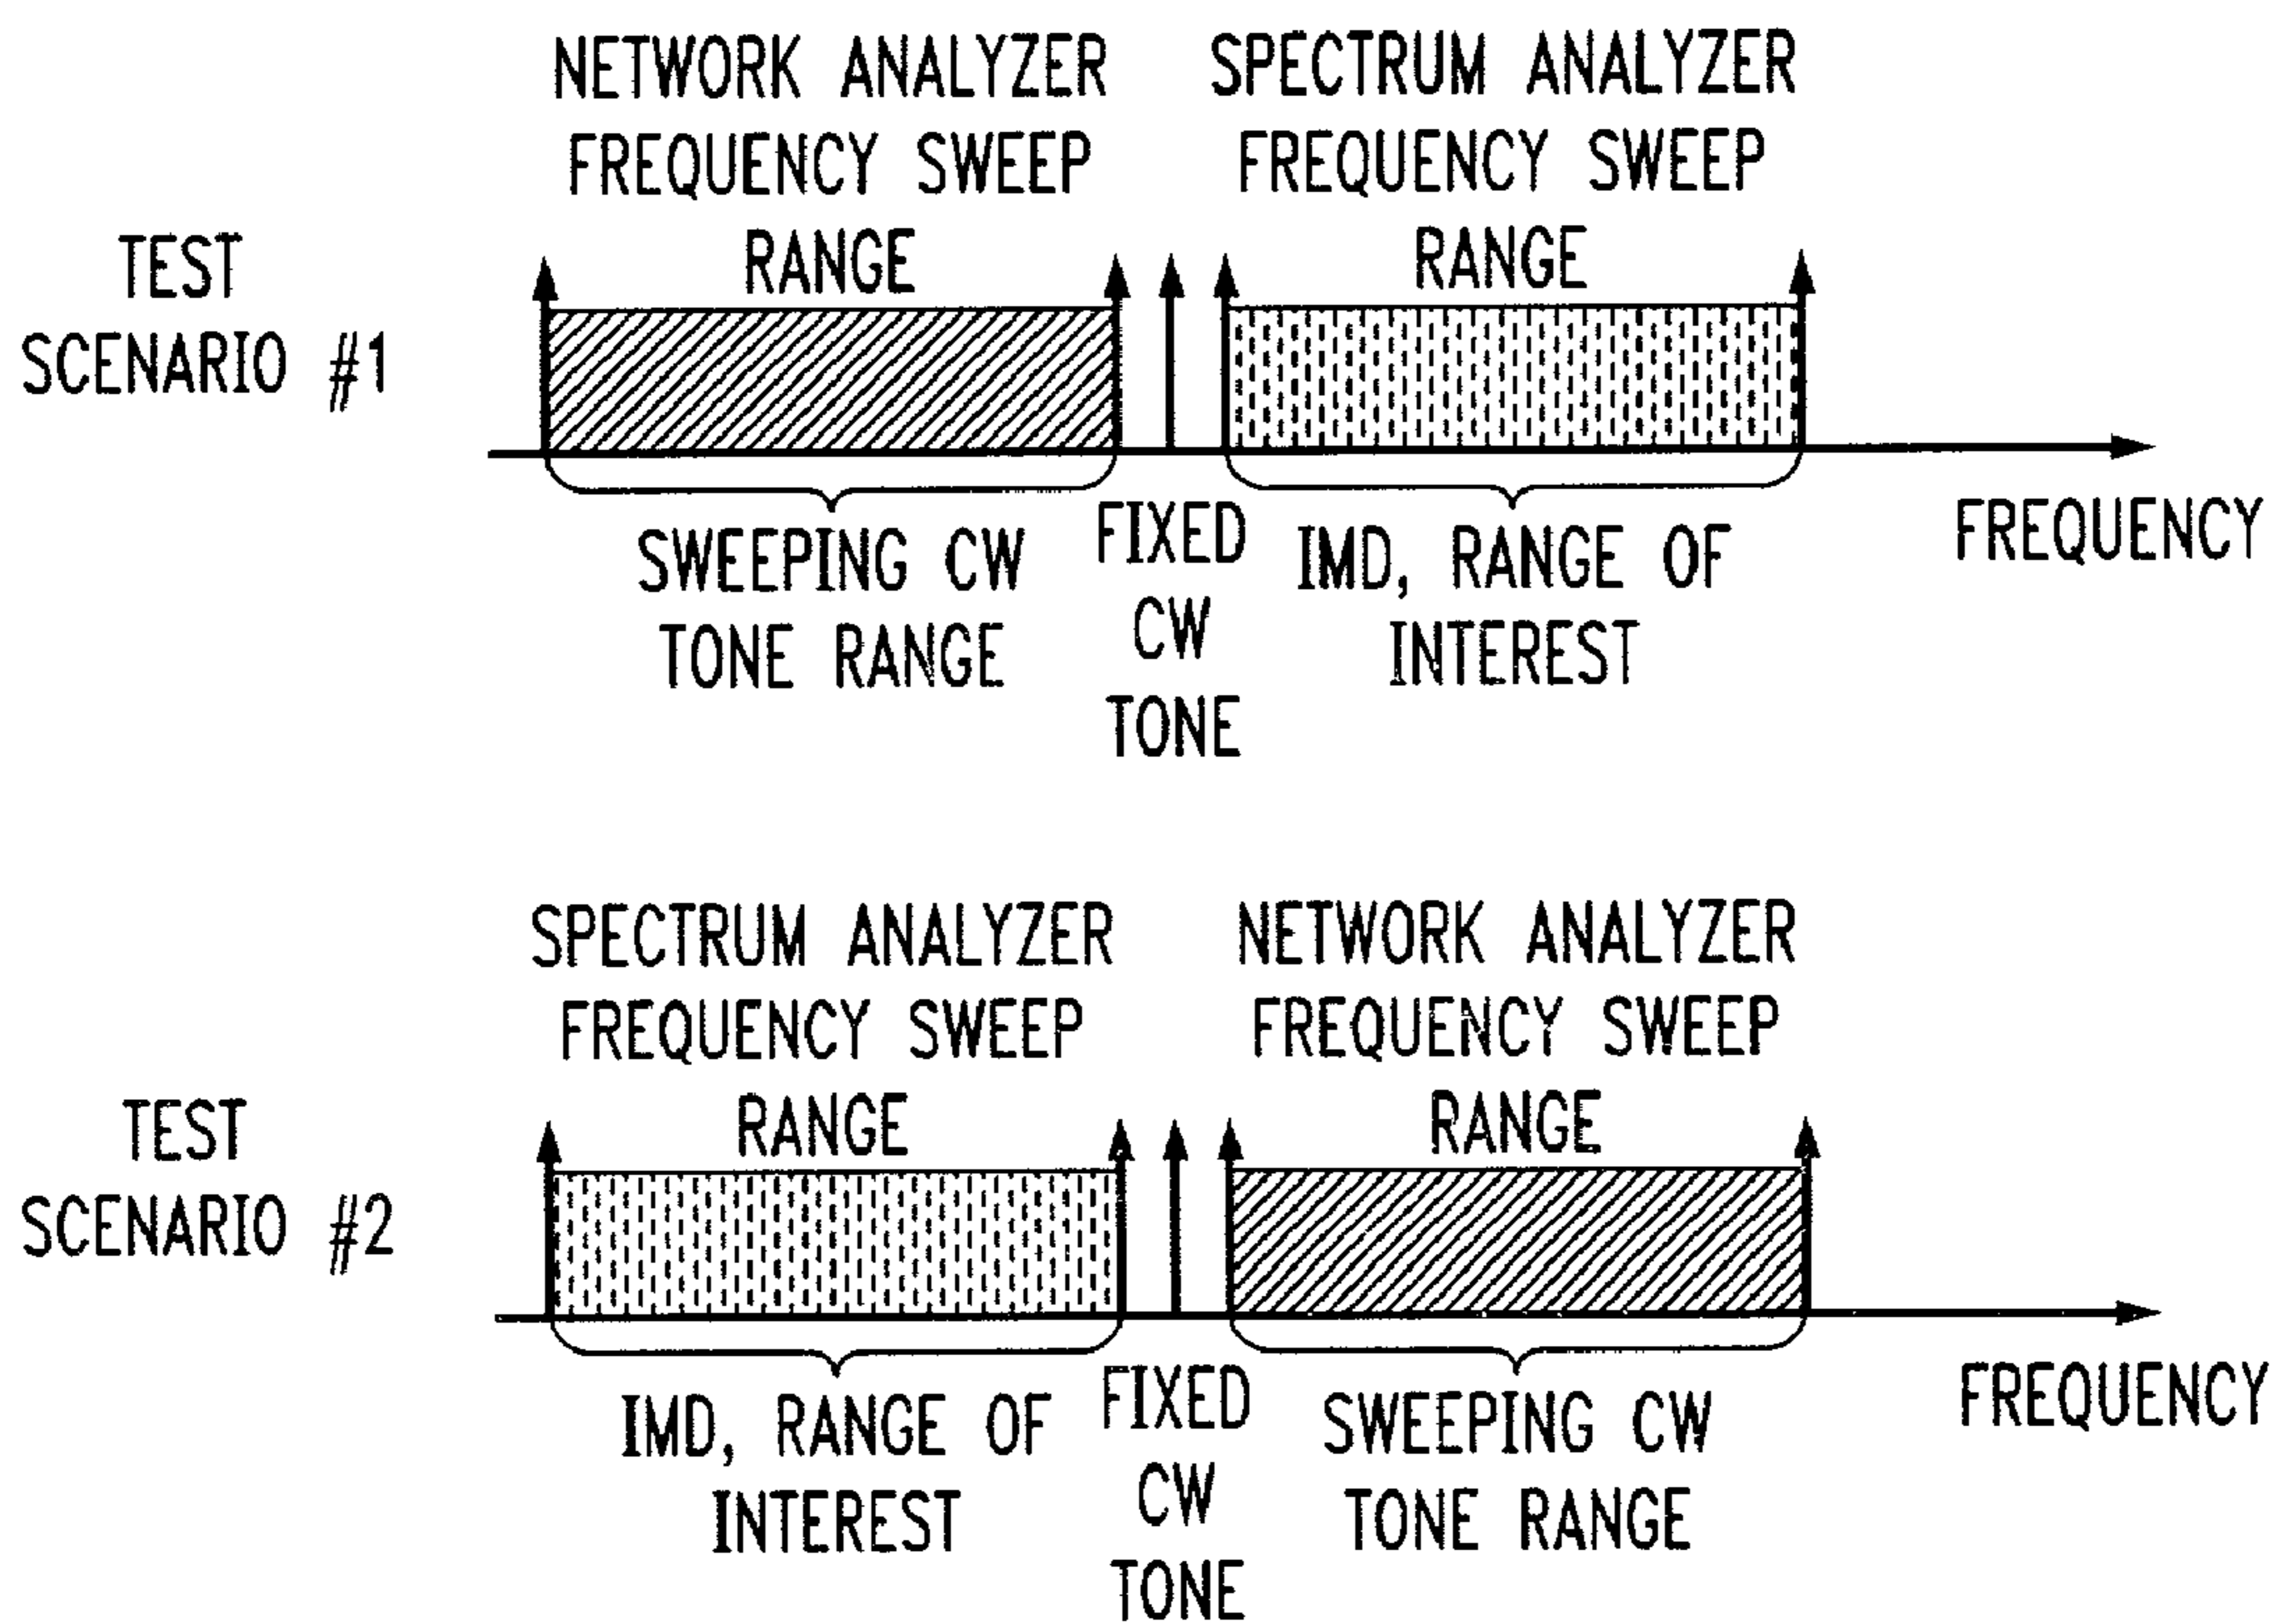 NETWORK ANALYZER
FREQUENCY SWEEP
RANGE
SPECTRUM ANALYZER
FREQUENCY SWEEP
RANGE
TEST
SCENARIO #1
SWEEPING CW
TONE RANGE
FIXED
CW
TONE
IMD, RANGE OF
INTEREST
FREQUENCY
SPECTRUM ANALYZER
FREQUENCY SWEEP
RANGE
NETWORK ANALYZER
FREQUENCY SWEEP
RANGE
TEST
SCENARIO #2
IMD, RANGE OF
INTEREST
FIXED
CW
TONE
SWEEPING CW
TONE RANGE
FREQUENCY